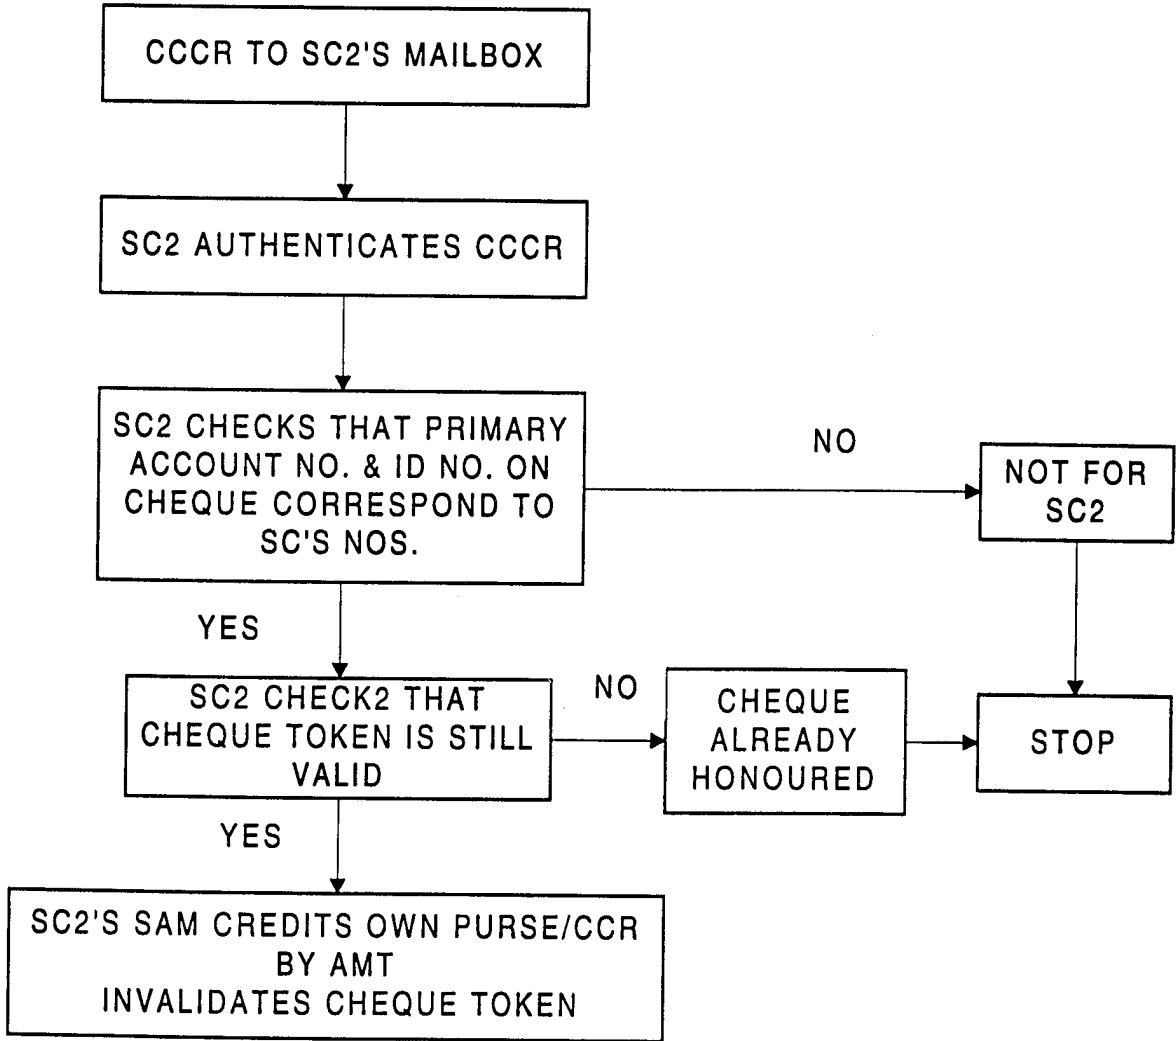 CCCR TO SC2'S MAILBOX
SC2 AUTHENTICATES CCCR
SC2 CHECKS THAT PRIMARY
ACCOUNT NO. & ID NO. ON
CHEQUE CORRESPOND TO
SC'S NOS.
NO
NOT FOR
SC2
YES
SC2 CHECK2 THAT
CHEQUE TOKEN IS STILL
VALID
NO
CHEQUE
ALREADY
HONOURED
STOP
YES
SC2'S SAM CREDITS OWN PURSE/CCR
BY AMT
INVALIDATES CHEQUE TOKEN